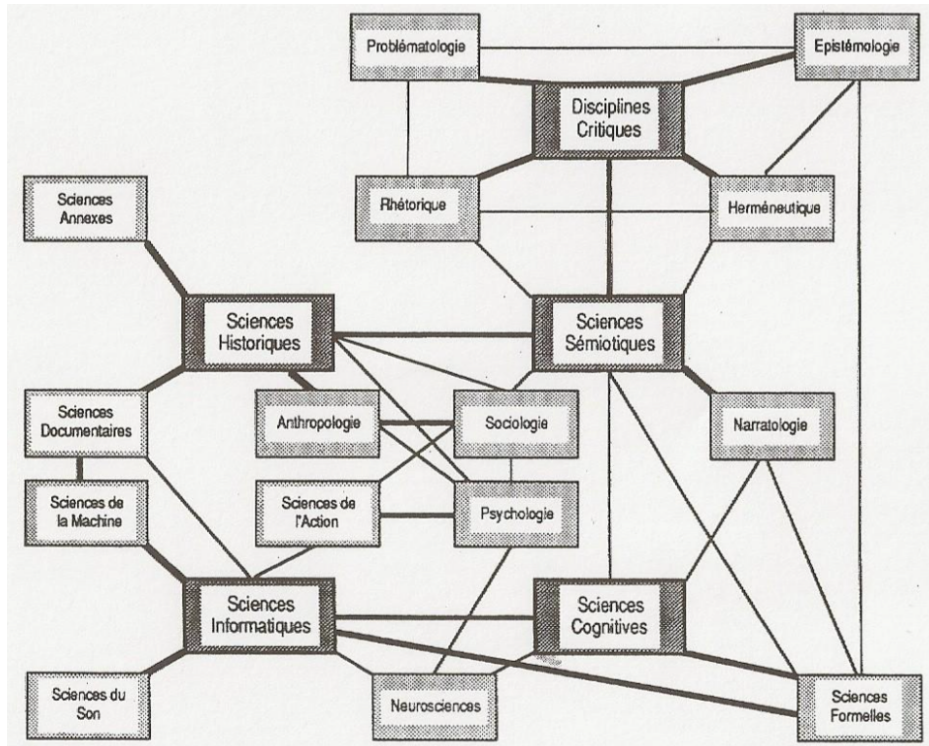 Problématologie
Epistémologie
Disciplines
Critiques
Sciences
Annexes
Rhétorique
Herméneutique
Sciences
Historiques
Sciences
Sémiotiques
Sciences
Documentaires
Anthropologie
Sociologie
Narratologie
Sciences de
la Machine
Sciences de
l'Action
Psychologie
Sciences
Informatiques
Sciences
Cognitives
Sciences du
Son
Neurosciences
Sciences
Formelles